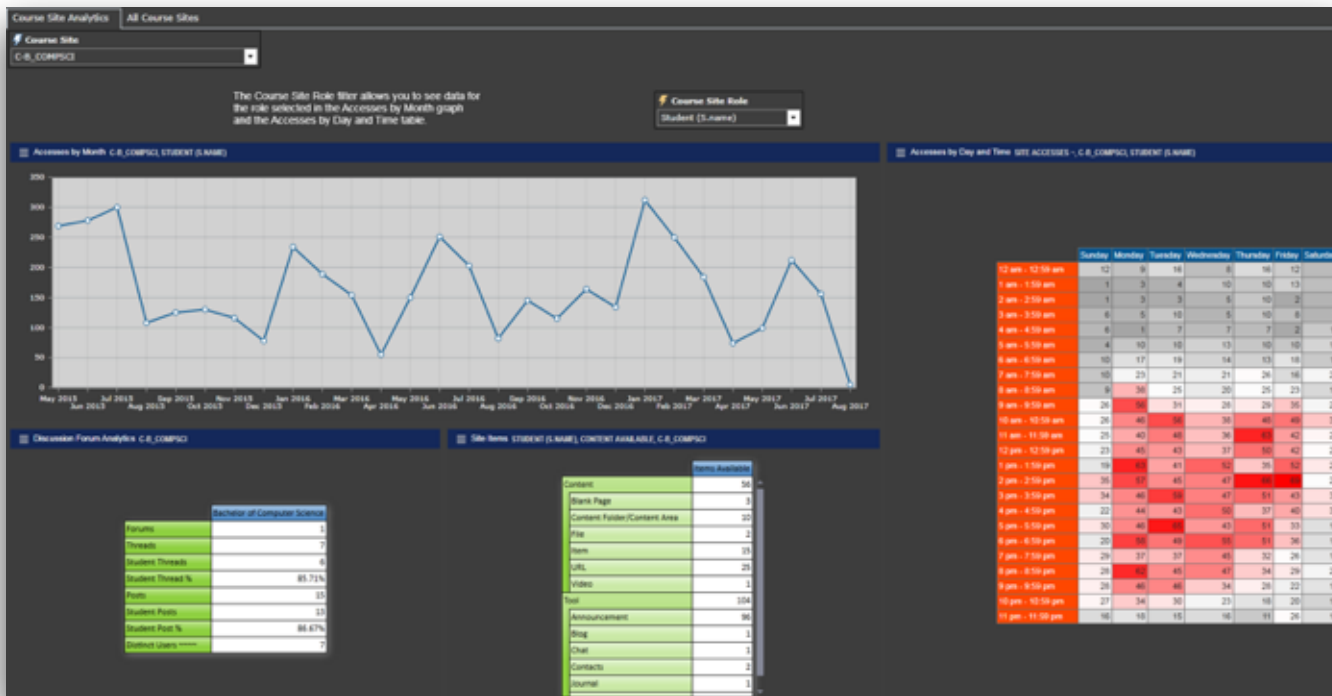 Course Site Analytics
All Course Sites
Course Site
C-B_COMPSCI
The Course Site Role filter allows you to see data for
the role selected in the Accesses by Month graph
and the Accesses by Day and Time table.
Course Site Role
Student (S.name)
Accesses by Month C-B_COMPSCI, STUDENT (S.NAME)
350
300
250
200
150
100
50
0
May 2015 Jun 2015 Jul 2015 Aug 2015 Sep 2015 Oct 2015 Nov 2015 Dec 2015 Jan 2016 Feb 2016 Mar 2016 Apr 2016 May 2016 Jun 2016 Jul 2016 Aug 2016 Sep 2016 Oct 2016 Nov 2016 Dec 2016 Jan 2017 Feb 2017 Mar 2017 Apr 2017 May 2017 Jun 2017 Jul 2017 Aug 2017
Accesses by Day and Time SITE ACCESSES -, C-B_COMPSCI, STUDENT (S.NAME)
Sunday Monday Tuesday Wednesday Thursday Friday Saturda
12 am - 12:59 am 12 9 16 8 16 12
1 am - 1:59 am 1 3 4 10 10 13
2 am - 2:59 am 1 3 3 5 10 2
3 am - 3:59 am 6 5 10 5 10 8
4 am - 4:59 am 6 1 7 7 7 2
5 am - 5:59 am 4 10 10 13 10 10
6 am - 6:59 am 10 17 19 14 13 18
7 am - 7:59 am 10 23 21 21 26 16
8 am - 8:59 am 9 36 25 20 25 23
9 am - 9:59 am 26 56 31 28 29 35
10 am - 10:59 am 26 46 38 48 49
11 am - 11:59 am 25 40 48 36 63 42
12 pm - 12:59 pm 23 45 43 37 50 42
1 pm - 1:59 pm 19 63 41 52 35 52
2 pm - 2:59 pm 35 57 45 47
3 pm - 3:59 pm 34 46 59 47 51 43
4 pm - 4:59 pm 22 44 43 50 37 40
5 pm - 5:59 pm 30 46 43 51 33
6 pm - 6:59 pm 20 49 55 51 36
7 pm - 7:59 pm 29 37 37 45 32 26
8 pm - 8:59 pm 28 62 45 47 34 29
9 pm - 9:59 pm 28 46 46 34 28 22
10 pm - 10:59 pm 27 34 30 23 18 20
11 pm - 11:59 pm 16 18 15 16 11 26
Discussion Forum Analytics C-B_COMPSCI
Bachelor of Computer Science
Forums 1
Threads 7
Student Threads 6
Student Thread % 85.71%
Posts 15
Student Posts 13
Student Post % 86.67%
Distinct Users 7
Site Items STUDENT (S.NAME), CONTENT AVAILABLE, C-B_COMPSCI
Items Available
Content 56
Blank Page 3
Content Folder/Content Area 10
File 2
Item 15
URL 25
Video 1
Tool 104
Announcement 96
Blog 1
Chat 1
Contacts 2
Journal 1